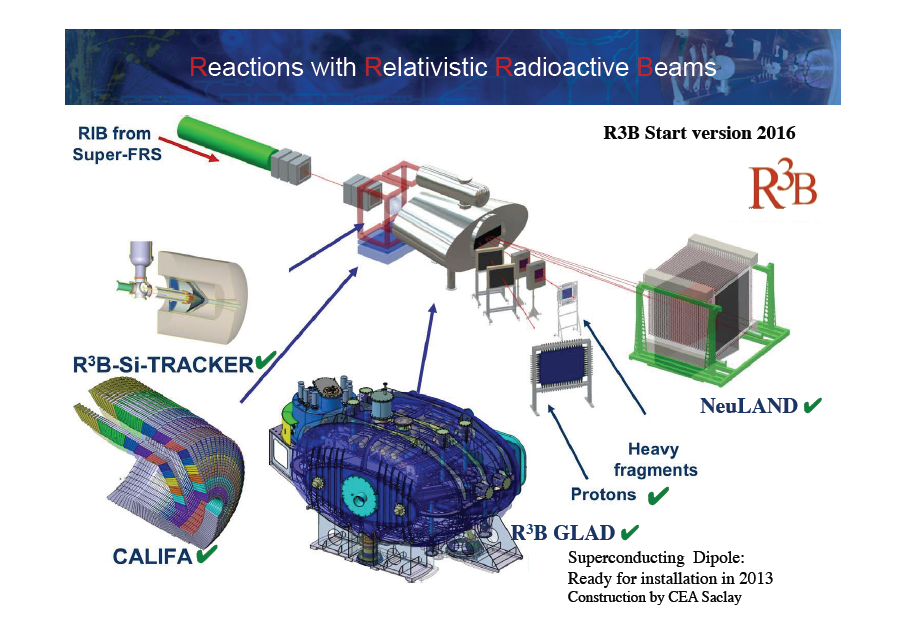 Reactions with Relativistic Radioactive Beams
RIB from
Super-FRS
R3B Start version 2016
R³B
R³B-Si-TRACKER✔
NeuLAND ✔
Heavy
fragments
Protons ✔
R³B GLAD ✔
CALIFA✔
Superconducting Dipole:
Ready for installation in 2013
Construction by CEA Saclay